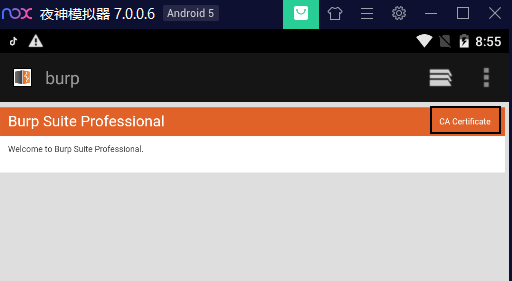 nox 夜神模拟器 7.0.0.6 Android 5
8:55
burp
Burp Suite Professional
CA Certificate
Welcome to Burp Suite Professional.